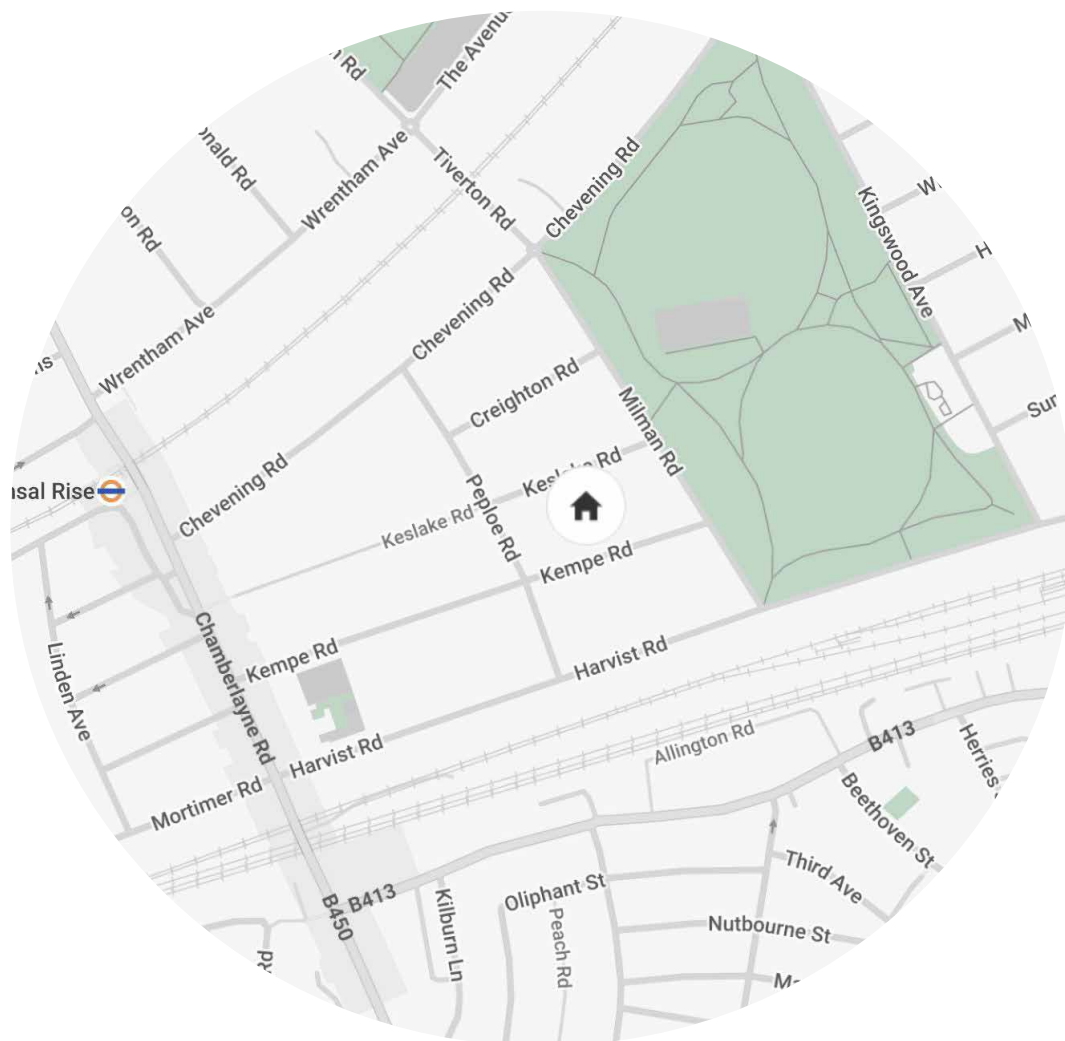 The Avenue
Rd
Wrentham Ave
Tiverton Rd
Chevening Rd
Kingswood Ave
Rd
Chevening Rd
Wrentham Ave
Creighton Rd
Milman Rd
Chevening Rd
Peploe Rd
Keslake Rd
Keslake Rd
Kempe Rd
Linden Ave
Chamberlayne Rd
Kempe Rd
Harvist Rd
Harvist Rd
Mortimer Rd
Allington Rd
B413
Herries
Beethoven St
Third Ave
Oliphant St
Peach Rd
Nutbourne St
B413
B450
Kilburn Ln
Rd
Rise